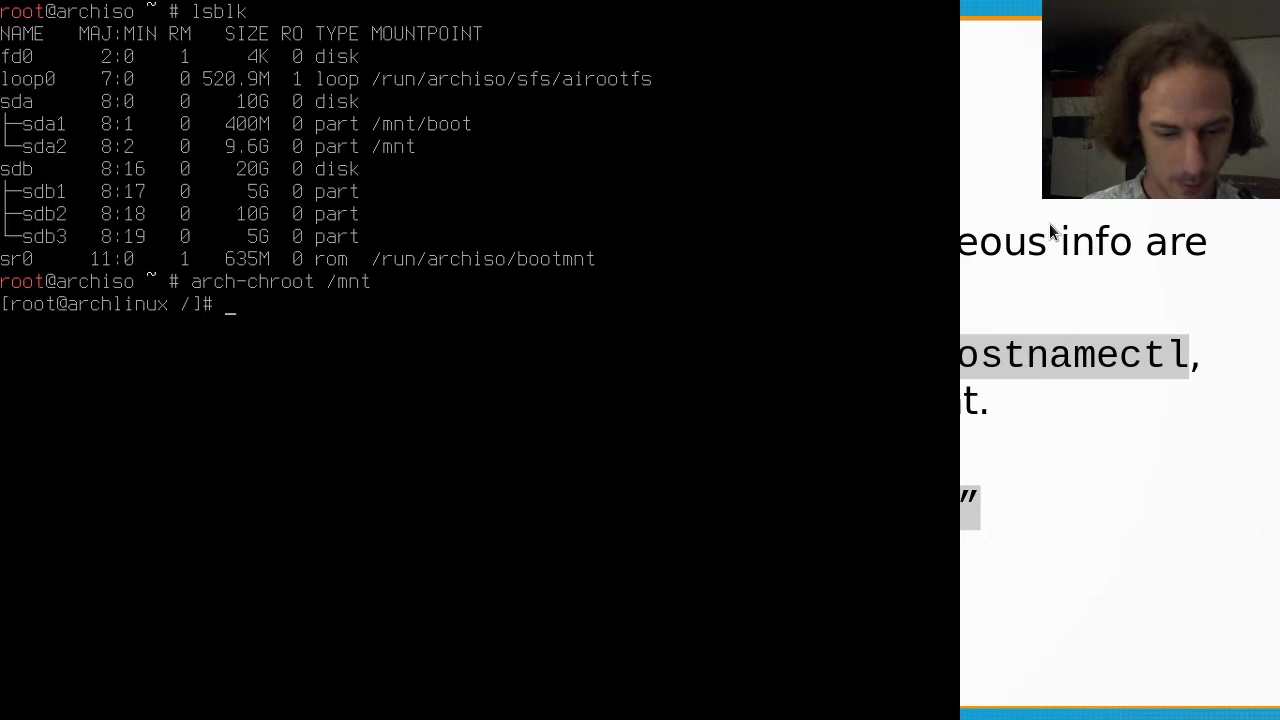 root@archiso ~ # lsblk
NAME   MAJ:MIN RM   SIZE RO TYPE MOUNTPOINT
fd0      2:0    1     4K  0 disk
loop0    7:0    0 520.9M  1 loop /run/archiso/sfs/airootfs
sda      8:0    0    10G  0 disk
├─sda1   8:1    0   400M  0 part /mnt/boot
└─sda2   8:2    0   9.6G  0 part /mnt
sdb      8:16   0    20G  0 disk
├─sdb1   8:17   0     5G  0 part
├─sdb2   8:18   0    10G  0 part
└─sdb3   8:19   0     5G  0 part
sr0     11:0    1   635M  0 rom  /run/archiso/bootmnt
root@archiso ~ # arch-chroot /mnt
[root@archlinux /]# _
eous info are
ostnamectl,
t.
”